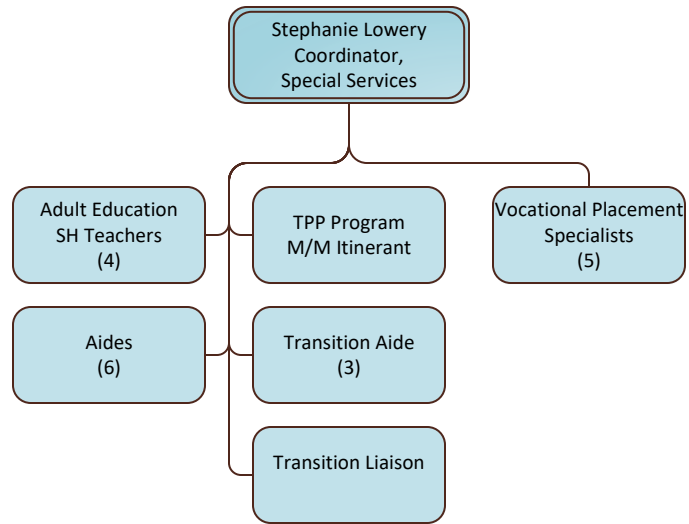 Stephanie Lowery
Coordinator,
Special Services
Adult Education
SH Teachers
(4)
TPP Program
M/M Itinerant
Vocational Placement
Specialists
(5)
Aides
(6)
Transition Aide
(3)
Transition Liaison